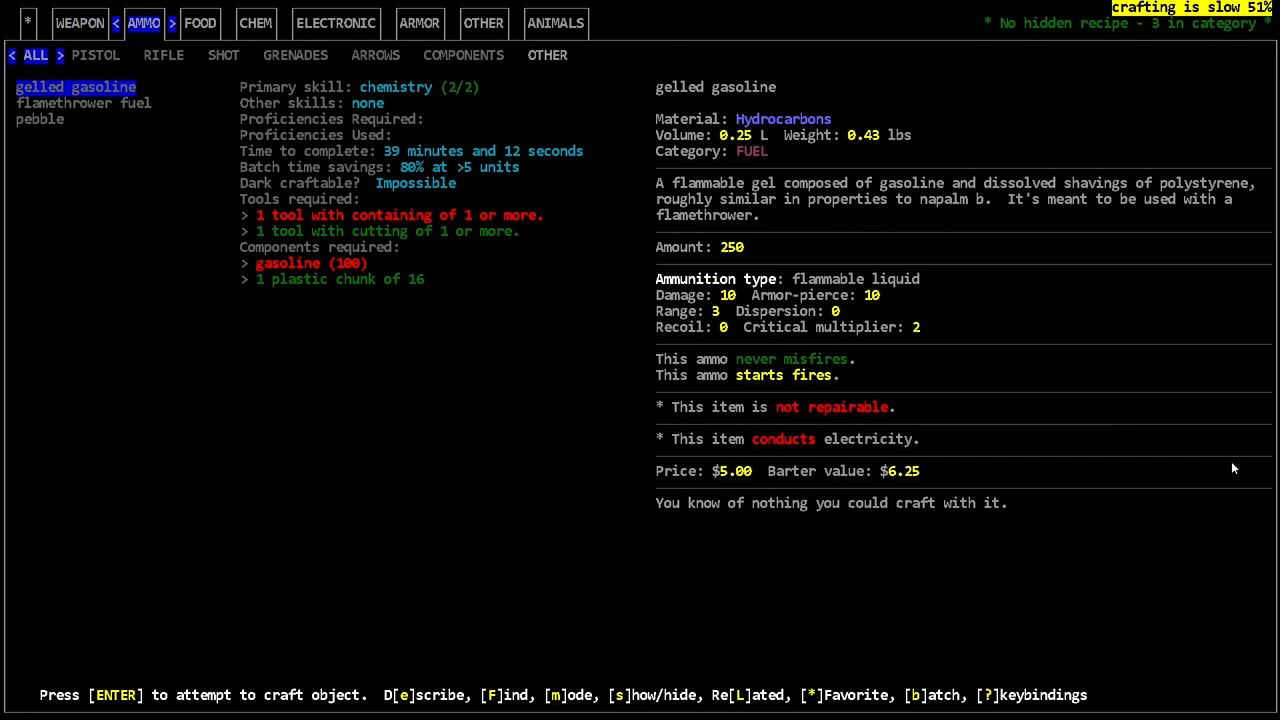 crafting is slow 51%
* WEAPON < AMMO > FOOD CHEM ELECTRONIC ARMOR OTHER ANIMALS * No hidden recipe - 3 in category *
< ALL > PISTOL RIFLE SHOT GRENADES ARROWS COMPONENTS OTHER
gelled gasoline
flamethrower fuel
pebble
Primary skill: chemistry (2/2)
Other skills: none
Proficiencies Required:
Proficiencies Used:
Time to complete: 39 minutes and 12 seconds
Batch time savings: 80% at >5 units
Dark craftable? Impossible
Tools required:
> 1 tool with containing of 1 or more.
> 1 tool with cutting of 1 or more.
Components required:
> gasoline (100)
> 1 plastic chunk of 16
gelled gasoline
Material: Hydrocarbons
Volume: 0.25 L Weight: 0.43 lbs
Category: FUEL
A flammable gel composed of gasoline and dissolved shavings of polystyrene,
roughly similar in properties to napalm b. It's meant to be used with a
flamethrower.
Amount: 250
Ammunition type: flammable liquid
Damage: 10 Armor-pierce: 10
Range: 3 Dispersion: 0
Recoil: 0 Critical multiplier: 2
This ammo never misfires.
This ammo starts fires.
* This item is not repairable.
* This item conducts electricity.
Price: $5.00 Barter value: $6.25
You know of nothing you could craft with it.
Press [ENTER] to attempt to craft object. D[e]scribe, [F]ind, [m]ode, [s]how/hide, Re[L]ated, [*]Favorite, [b]atch, [?]keybindings